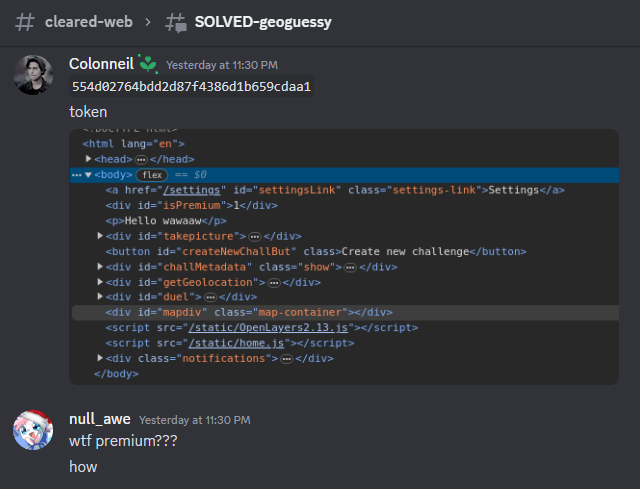 cleared-web > SOLVED-geoguessy
Colonneil Yesterday at 11:30 PM
554d02764bdd2d87f4386d1b659cdaa1
token
<!DOCTYPE html>
<html lang="en">
<head>…</head>
<body> flex == $0
<a href="/settings" id="settingsLink" class="settings-link">Settings</a>
<div id="isPremium">1</div>
<p>Hello wawaaw</p>
<div id="takepicture">…</div>
<button id="createNewChallBut" class>Create new challenge</button>
<div id="challMetadata" class="show">…</div>
<div id="getGeolocation">…</div>
<div id="duel">…</div>
<div id="mapdiv" class="map-container"></div>
<script src="/static/OpenLayers2.13.js"></script>
<script src="/static/home.js"></script>
<div class="notifications">…</div>
</body>
null_awe Yesterday at 11:30 PM
wtf premium???
how